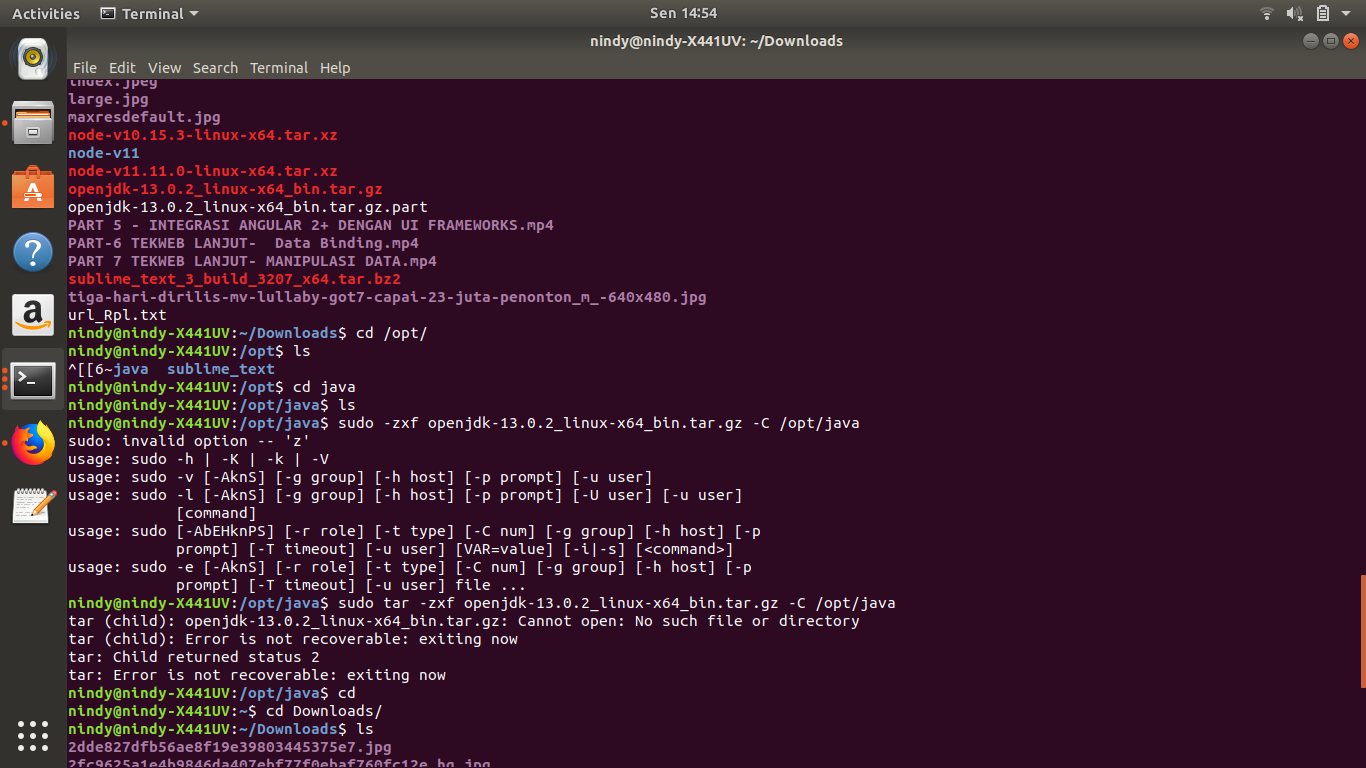 Activities Terminal Sen 14:54
nindy@nindy-X441UV: ~/Downloads
File Edit View Search Terminal Help
index.jpeg
large.jpg
maxresdefault.jpg
node-v10.15.3-linux-x64.tar.xz
node-v11
node-v11.11.0-linux-x64.tar.xz
openjdk-13.0.2_linux-x64_bin.tar.gz
openjdk-13.0.2_linux-x64_bin.tar.gz.part
PART 5 - INTEGRASI ANGULAR 2+ DENGAN UI FRAMEWORKS.mp4
PART-6 TEKWEB LANJUT-  Data Binding.mp4
PART 7 TEKWEB LANJUT- MANIPULASI DATA.mp4
sublime_text_3_build_3207_x64.tar.bz2
tiga-hari-dirilis-mv-lullaby-got7-capai-23-juta-penonton_m_-640x480.jpg
url_Rpl.txt
nindy@nindy-X441UV:~/Downloads$ cd /opt/
nindy@nindy-X441UV:/opt$ ls
^[[6~java  sublime_text
nindy@nindy-X441UV:/opt$ cd java
nindy@nindy-X441UV:/opt/java$ ls
nindy@nindy-X441UV:/opt/java$ sudo -zxf openjdk-13.0.2_linux-x64_bin.tar.gz -C /opt/java
sudo: invalid option -- 'z'
usage: sudo -h | -K | -k | -V
usage: sudo -v [-AknS] [-g group] [-h host] [-p prompt] [-u user]
usage: sudo -l [-AknS] [-g group] [-h host] [-p prompt] [-U user] [-u user]
            [command]
usage: sudo [-AbEHknPS] [-r role] [-t type] [-C num] [-g group] [-h host] [-p
            prompt] [-T timeout] [-u user] [VAR=value] [-i|-s] [<command>]
usage: sudo -e [-AknS] [-r role] [-t type] [-C num] [-g group] [-h host] [-p
            prompt] [-T timeout] [-u user] file ...
nindy@nindy-X441UV:/opt/java$ sudo tar -zxf openjdk-13.0.2_linux-x64_bin.tar.gz -C /opt/java
tar (child): openjdk-13.0.2_linux-x64_bin.tar.gz: Cannot open: No such file or directory
tar (child): Error is not recoverable: exiting now
tar: Child returned status 2
tar: Error is not recoverable: exiting now
nindy@nindy-X441UV:/opt/java$ cd
nindy@nindy-X441UV:~$ cd Downloads/
nindy@nindy-X441UV:~/Downloads$ ls
2dde827dfb56ae8f19e39803445375e7.jpg
2fc9625a1e4b9846da407ebf77f0ebaf760fc12e_hq.jpg